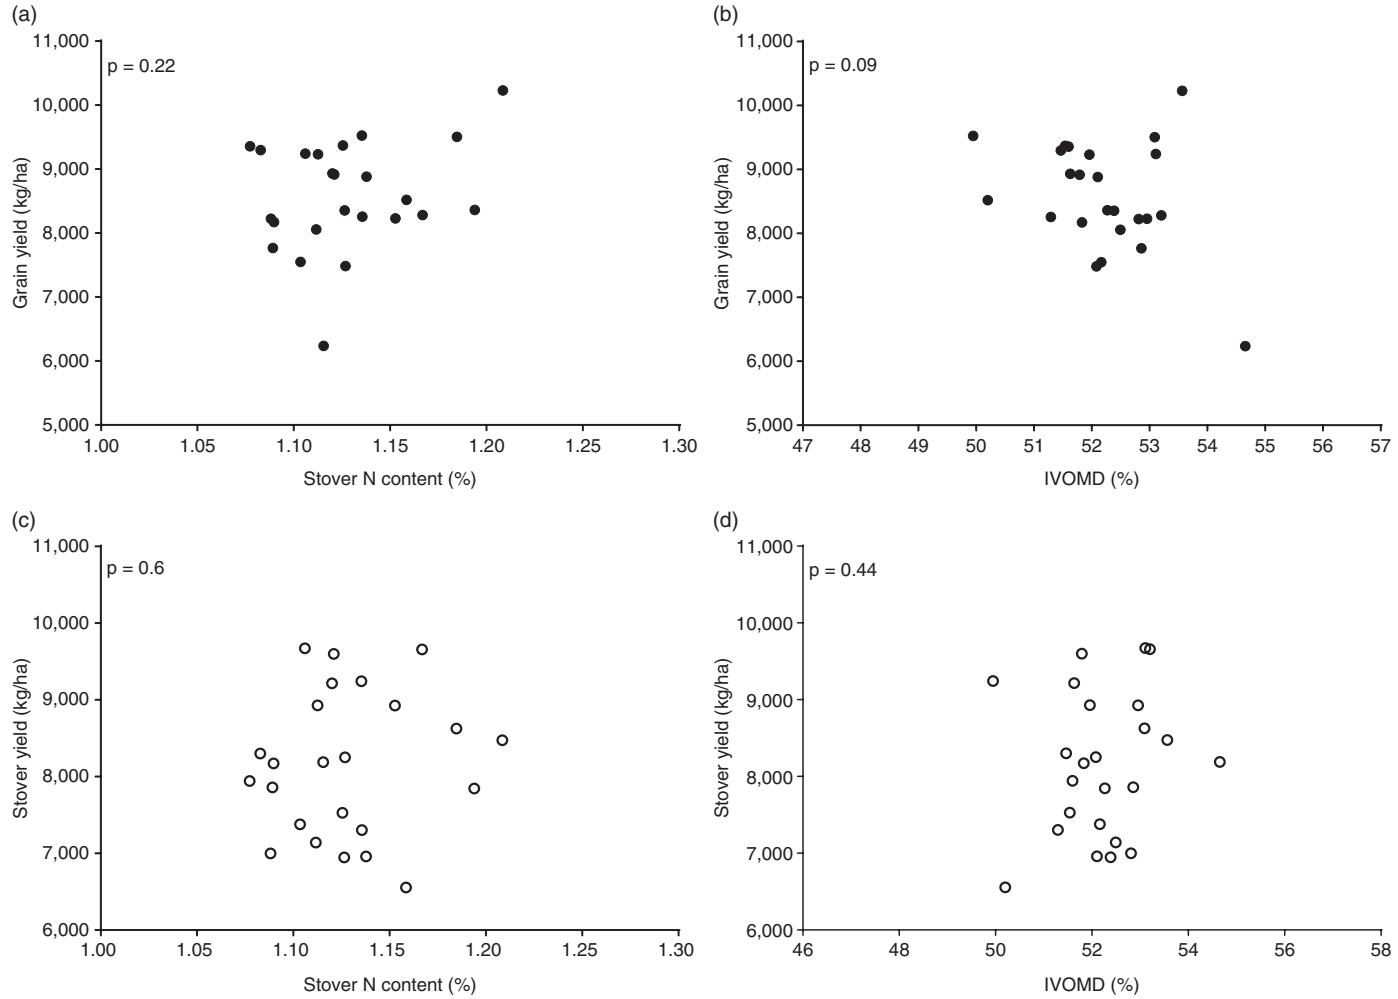 (a)
11,000
p = 0.22
10,000
9,000
8,000
7,000
6,000
5,000
Grain yield (kg/ha)
1.00 1.05 1.10 1.15 1.20 1.25 1.30
Stover N content (%)
(b)
11,000
p = 0.09
10,000
9,000
8,000
7,000
6,000
5,000
Grain yield (kg/ha)
47 48 49 50 51 52 53 54 55 56 57
IVOMD (%)
(c)
11,000
p = 0.6
10,000
9,000
8,000
7,000
6,000
Stover yield (kg/ha)
1.00 1.05 1.10 1.15 1.20 1.25 1.30
Stover N content (%)
(d)
11,000
p = 0.44
10,000
9,000
8,000
7,000
6,000
Stover yield (kg/ha)
46 48 50 52 54 56 58
IVOMD (%)